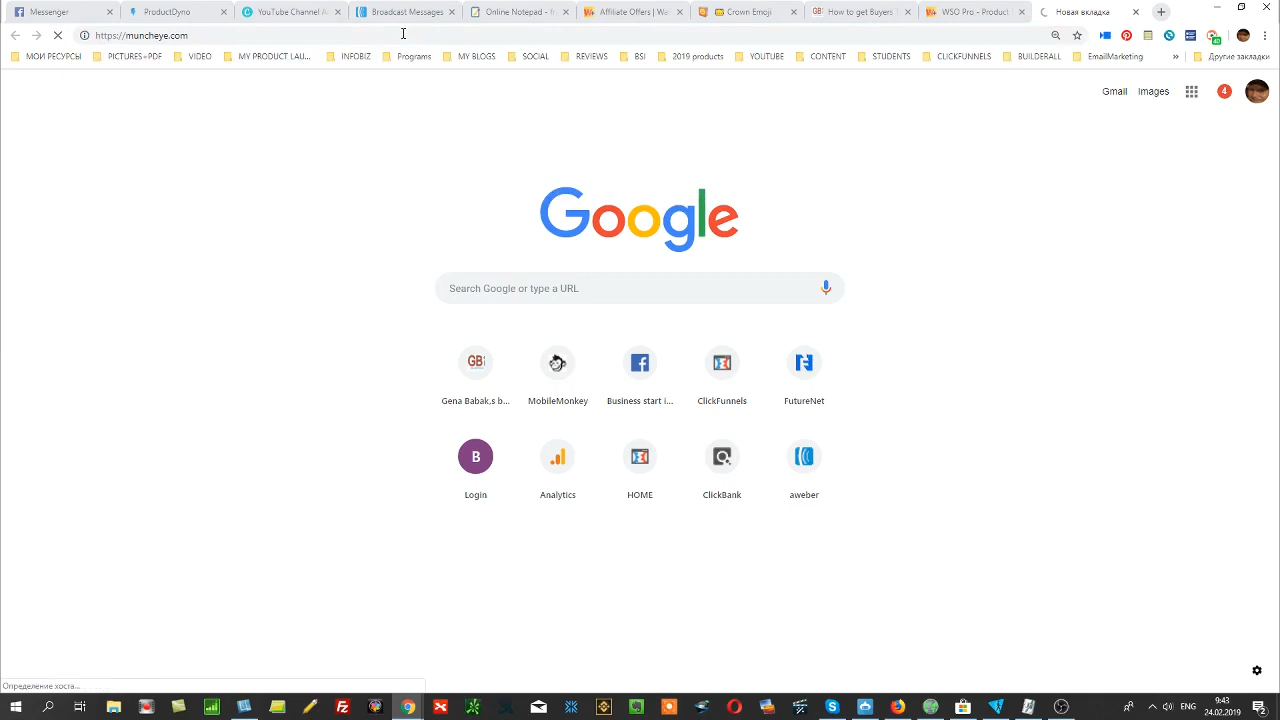 Messenger
ProductDyno
YouTube Channel A
Broadcast Messages
Online Notepad - fr
Affiliate Offers | Wa
Crown Emoji
How to get Buyers
WSO Pro - Product
Новая вкладка
https://muncheye.com
МОИ РЕСУРСЫ
PICTURES+PDF
VIDEO
MY PRODUCT LAU...
INFOBIZ
Programs
MY BLOGS
SOCIAL
REVIEWS
BSI
2019 products
YOUTUBE
CONTENT
STUDENTS
CLICKFUNNELS
BUILDERALL
EmailMarketing
»
Другие закладки
Gmail
Images
4
Google
Search Google or type a URL
Gena Babak,s b...
MobileMonkey
Business start i...
ClickFunnels
FutureNet
B
Login
Analytics
HOME
ClickBank
aweber
Определение хоста...
9:43
24.02.2019